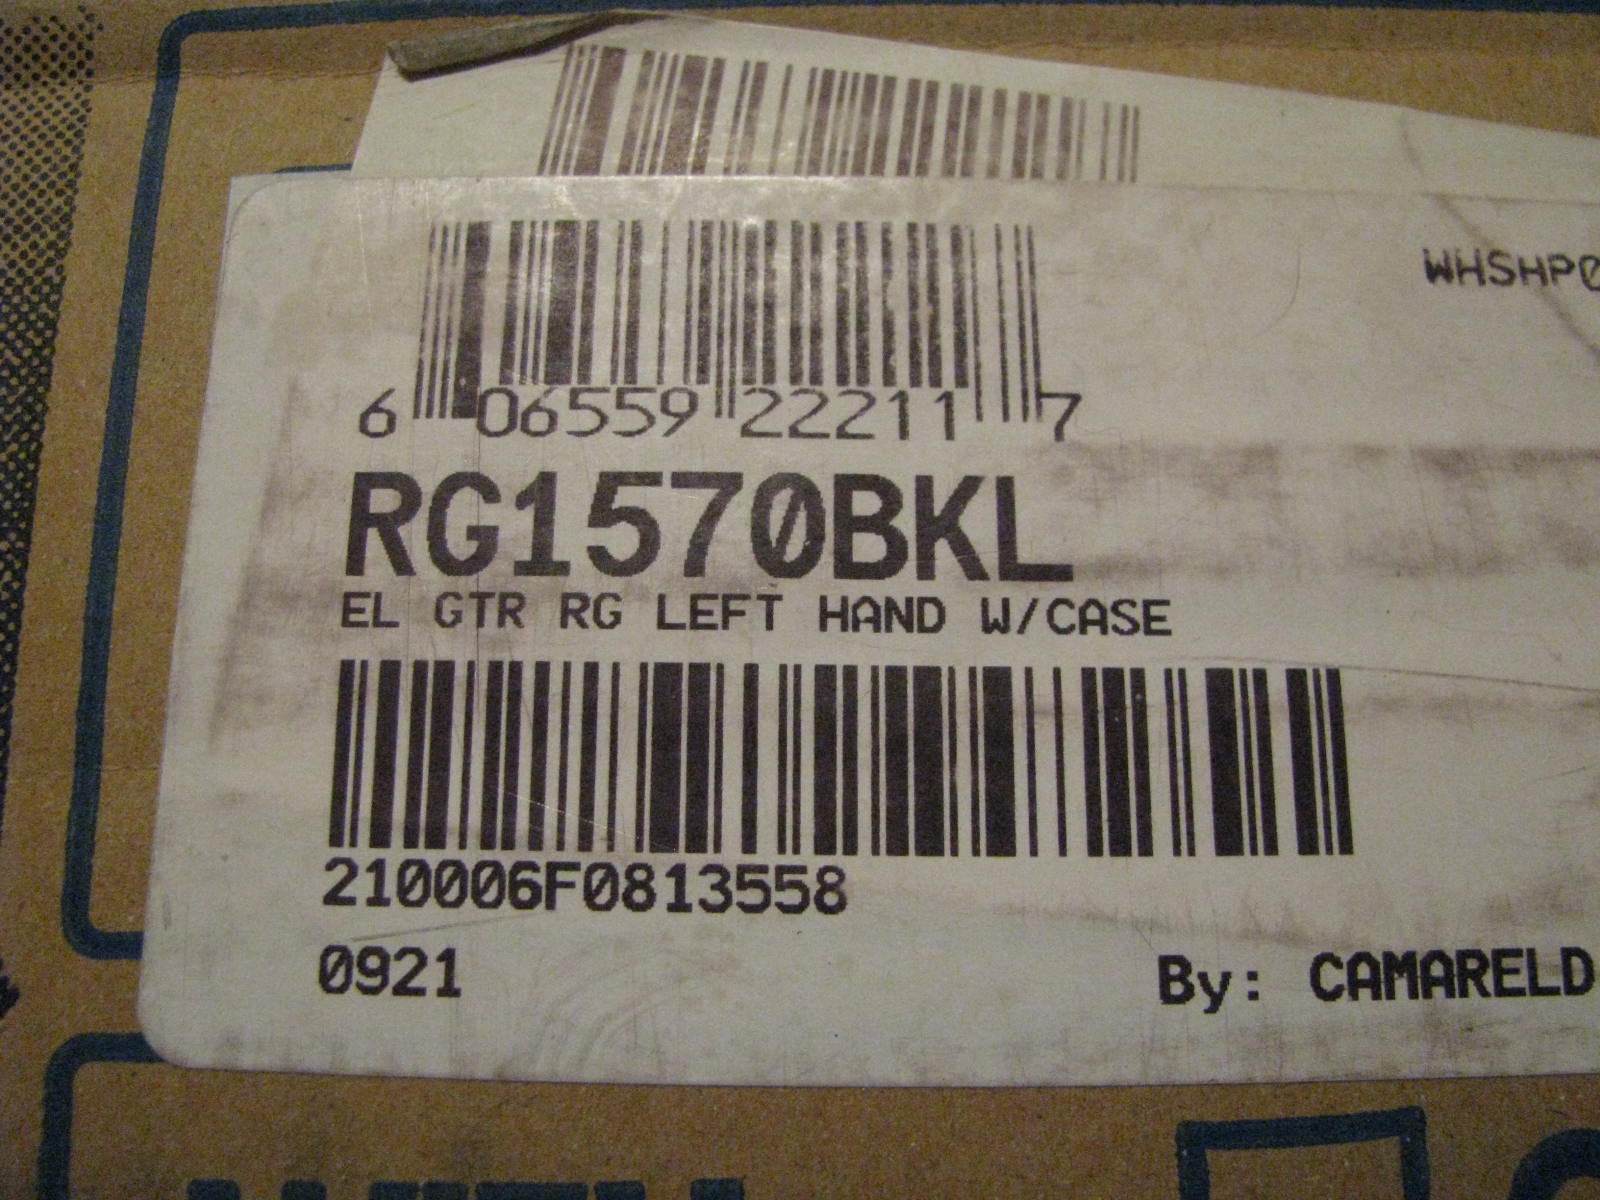 WHSHP0
6 06559 22211 7
RG1570BKL
EL GTR RG LEFT HAND W/CASE
210006F0813558
0921
By: CAMARELD